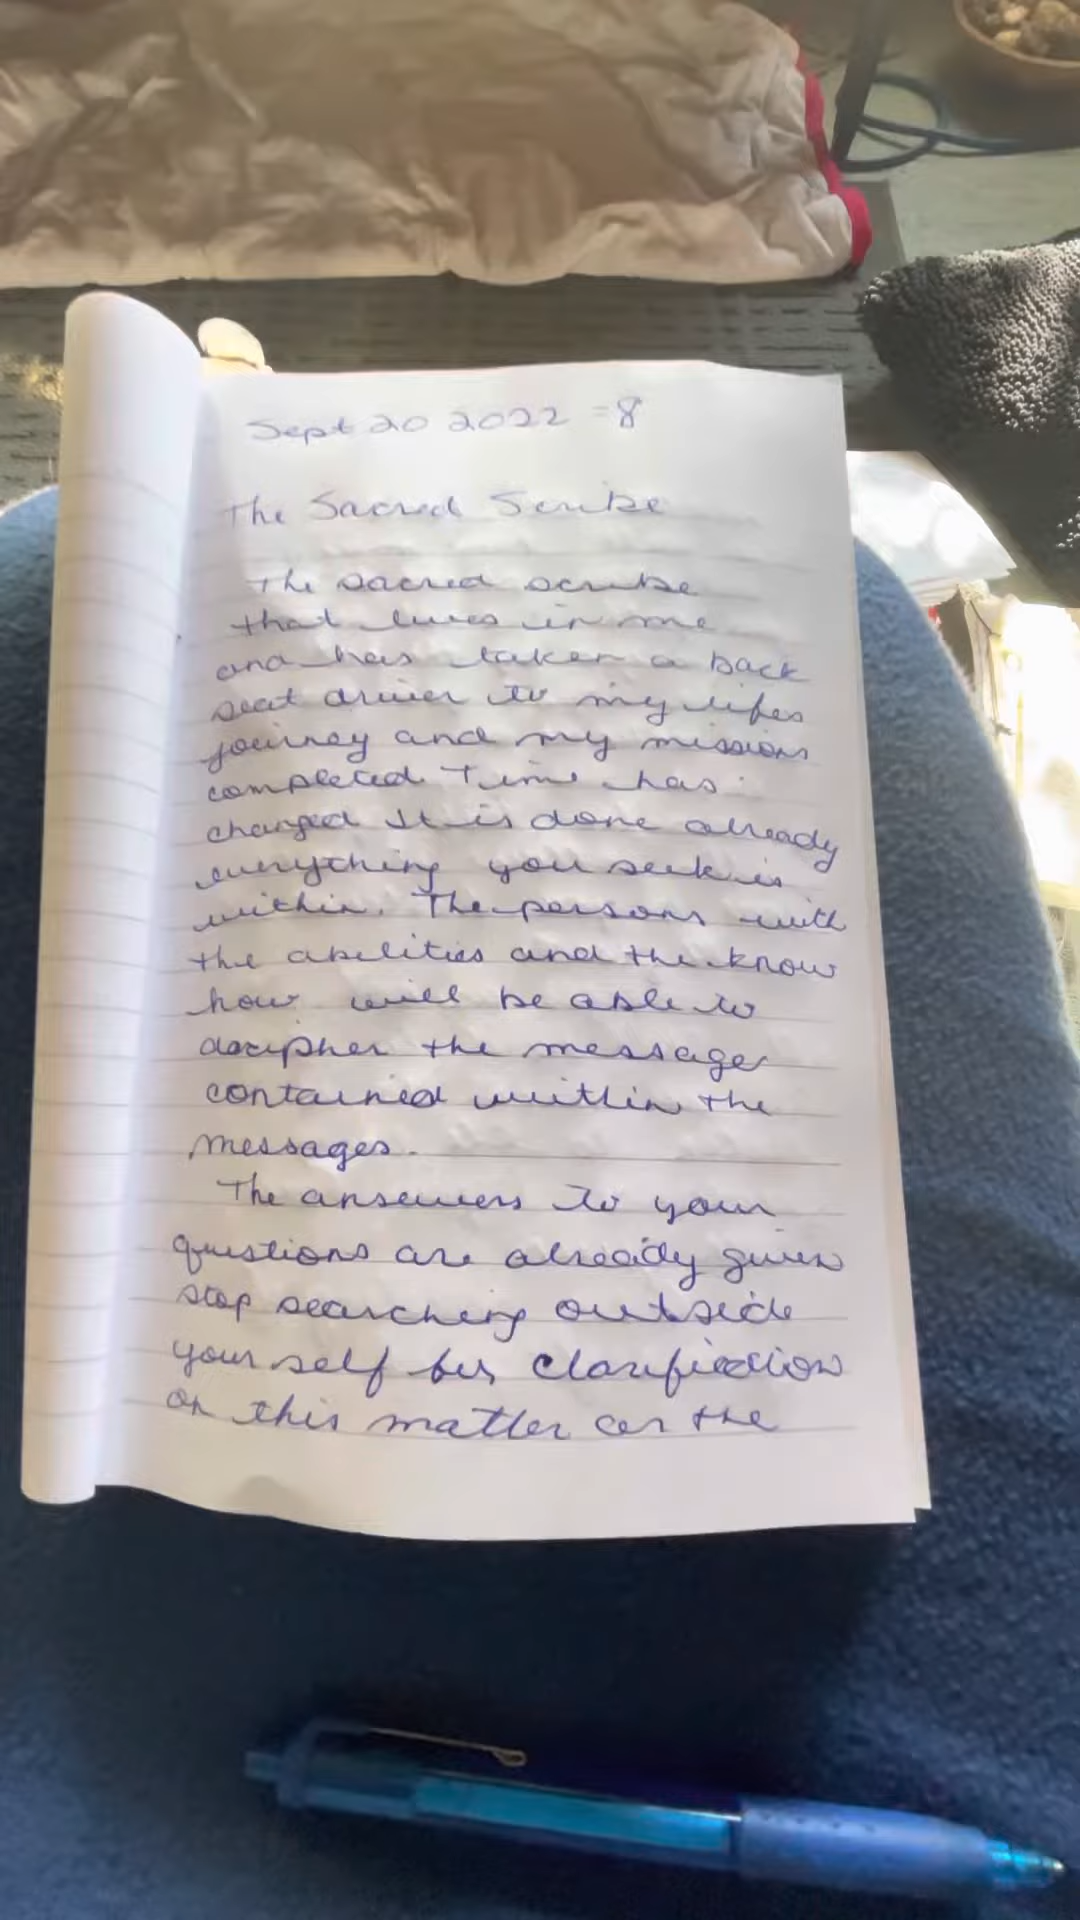 Sept 20 2022 = 8
The Sacred Scribe
The sacred scribe
that lives in me
and has taken a back
seat driver to my lifes
journey and my missions
completed Time has
changed It is done already
everything you seek is
within. The persons with
the abilities and the know
how will be able to
decipher the message
contained within the
messages.
The answers to your
questions are already given
stop searching outside
yourself for clarification
on this matter or the